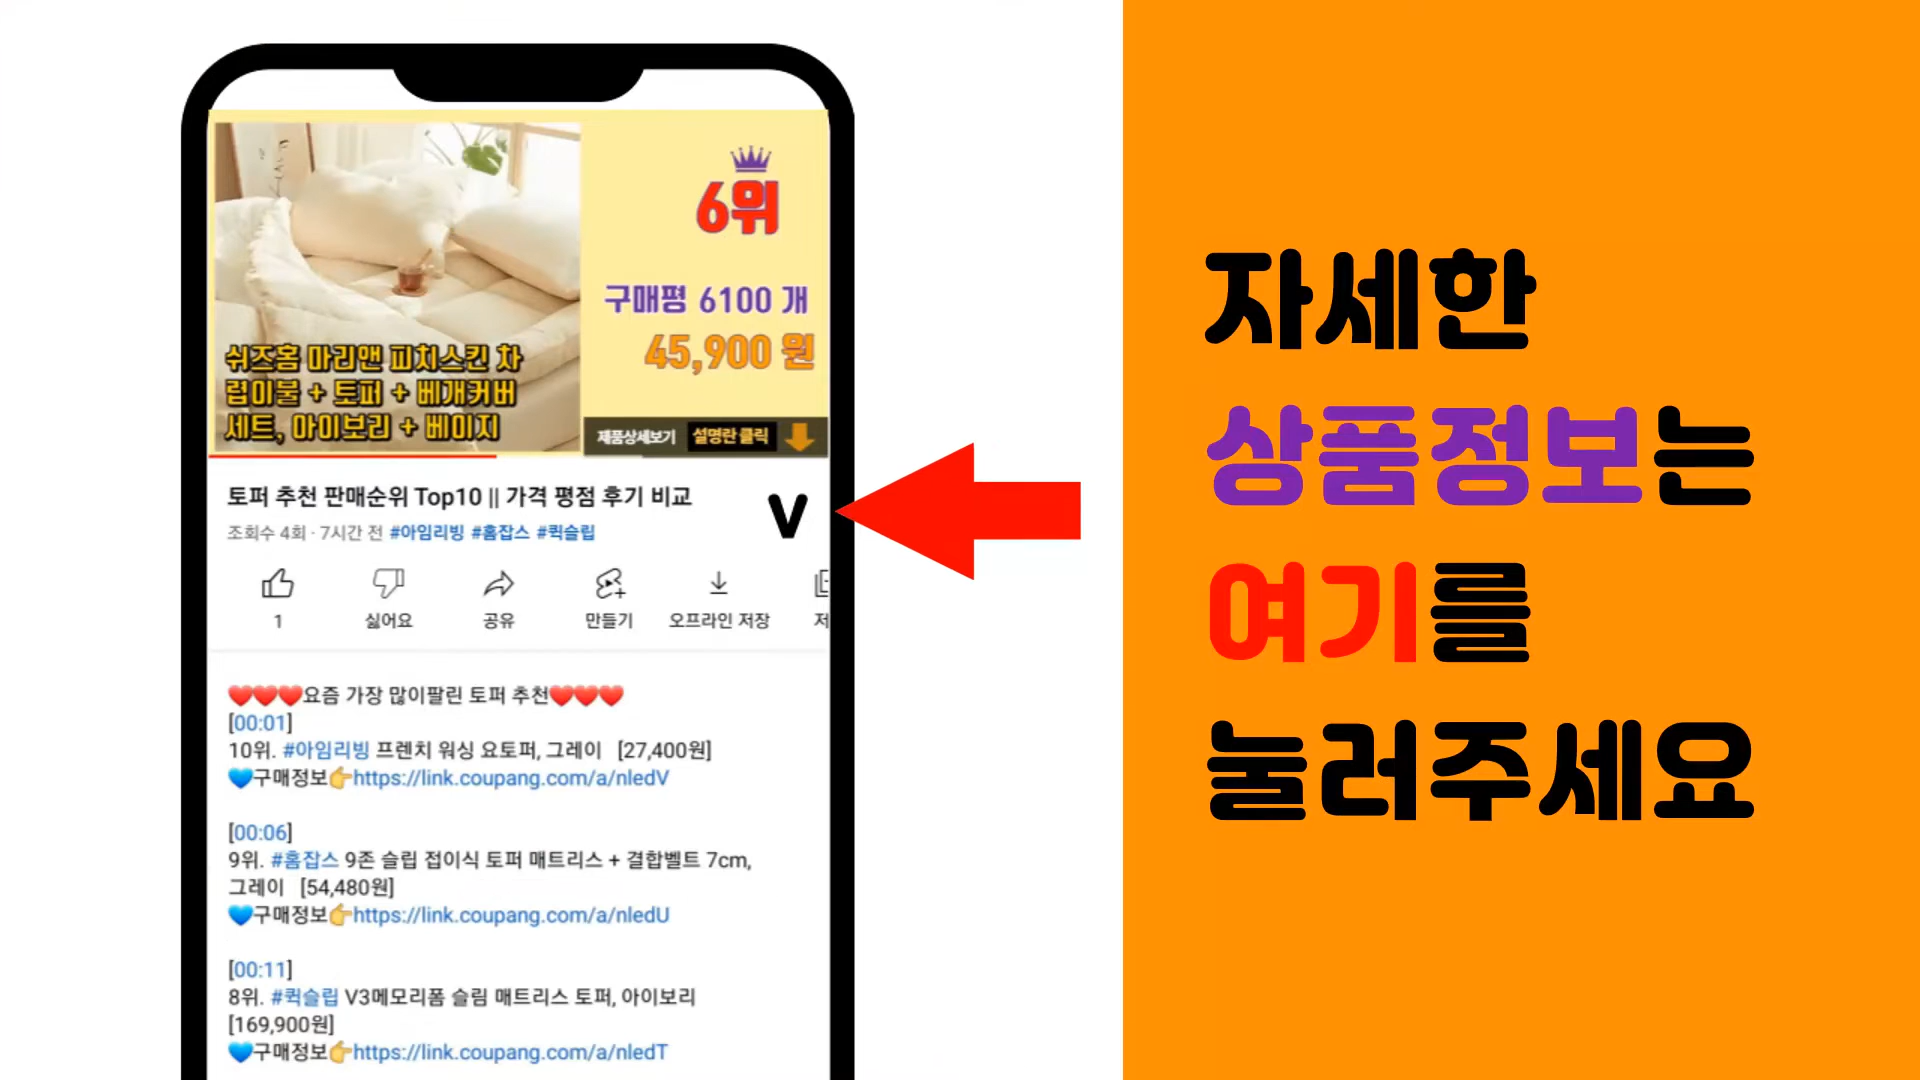 6위
구매평 6100 개
45,900 원
쉬즈홈 마리앤 피치스킨 차
렵이불 + 토퍼 + 베개커버
세트, 아이보리 + 베이지
제품상세보기 설명란 클릭
토퍼 추천 판매순위 Top10 || 가격 평점 후기 비교
V
조회수 4회 · 7시간 전 #아임리빙 #홈잡스 #퀵슬립
1 싫어요 공유 만들기 오프라인 저장 저
❤️❤️❤️요즘 가장 많이팔린 토퍼 추천❤️❤️❤️
[00:01]
10위. #아임리빙 프렌치 워싱 요토퍼, 그레이 [27,400원]
💙구매정보👉https://link.coupang.com/a/nledV
[00:06]
9위. #홈잡스 9존 슬립 접이식 토퍼 매트리스 + 결합벨트 7cm,
그레이 [54,480원]
💙구매정보👉https://link.coupang.com/a/nledU
[00:11]
8위. #퀵슬립 V3메모리폼 슬림 매트리스 토퍼, 아이보리
[169,900원]
💙구매정보👉https://link.coupang.com/a/nledT
자세한
상품정보는
여기를
눌러주세요